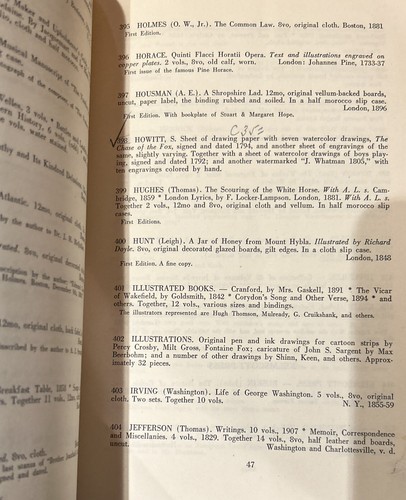 395 HOLMES (O. W., Jr.). The Common Law. 8vo, original cloth. Boston, 1881
First Edition.
396 HORACE. Quinti Flacci Horatii Opera. Text and illustrations engraved on
copper plates. 2 vols., 8vo, old calf, worn. London: Johannes Pine, 1733-37
First issue of the famous Pine Horace.
397 HOUSMAN (A. E.). A Shropshire Lad. 12mo, original vellum-backed boards,
uncut, paper label, the binding rubbed and soiled. In a half morocco slip case.
London, 1896
First Edition. With bookplate of Stuart & Margaret Hope.
398 HOWITT, S. Sheet of drawing paper with seven watercolor drawings, The
Chase of the Fox, signed and dated 1794, and another sheet of engravings of the
same, slightly varying. Together with a sheet of watercolor drawings of boys play-
ing, signed and dated 1792; and another watermarked “J. Whatman 1805,” with
ten engravings colored by hand.
399 HUGHES (Thomas). The Scouring of the White Horse. With A. L. s. Cam-
bridge, 1859 * London Lyrics, by F. Locker-Lampson. London, 1881. With A. L. s.
Together 2 vols., 12mo and 8vo, original cloth and vellum. In half morocco slip
cases.
First Editions.
400 HUNT (Leigh). A Jar of Honey from Mount Hybla. Illustrated by Richard
Doyle. 8vo, original decorated glazed boards, gilt edges. In a cloth slip case.
London, 1848
First Edition. A fine copy.
401 ILLUSTRATED BOOKS. — Cranford, by Mrs. Gaskell, 1891 * The Vicar
of Wakefield, by Goldsmith, 1842 * Corydon's Song and Other Verse, 1894 * and
others. Together, 12 vols., various sizes and bindings.
The illustrators represented are Hugh Thomson, Mulready, G. Cruikshank, and others.
402 ILLUSTRATIONS. Original pen and ink drawings for cartoon strips by
Percy Crosby, Milt Gross, Fontaine Fox; caricature of John S. Sargent by Max
Beerbohm; and a number of other drawings by Shinn, Keen, and others. Approx-
imately 32 pieces.
403 IRVING (Washington). Life of George Washington. 5 vols., 8vo, original
cloth. Two sets. Together 10 vols. N. Y., 1855-59
404 JEFFERSON (Thomas). Writings. 10 vols., 1907 * Memoir, Correspondence
and Miscellanies. 4 vols., 1829. Together 14 vols., 8vo, half leather and boards,
uncut. Washington and Charlottesville, v. d.
47